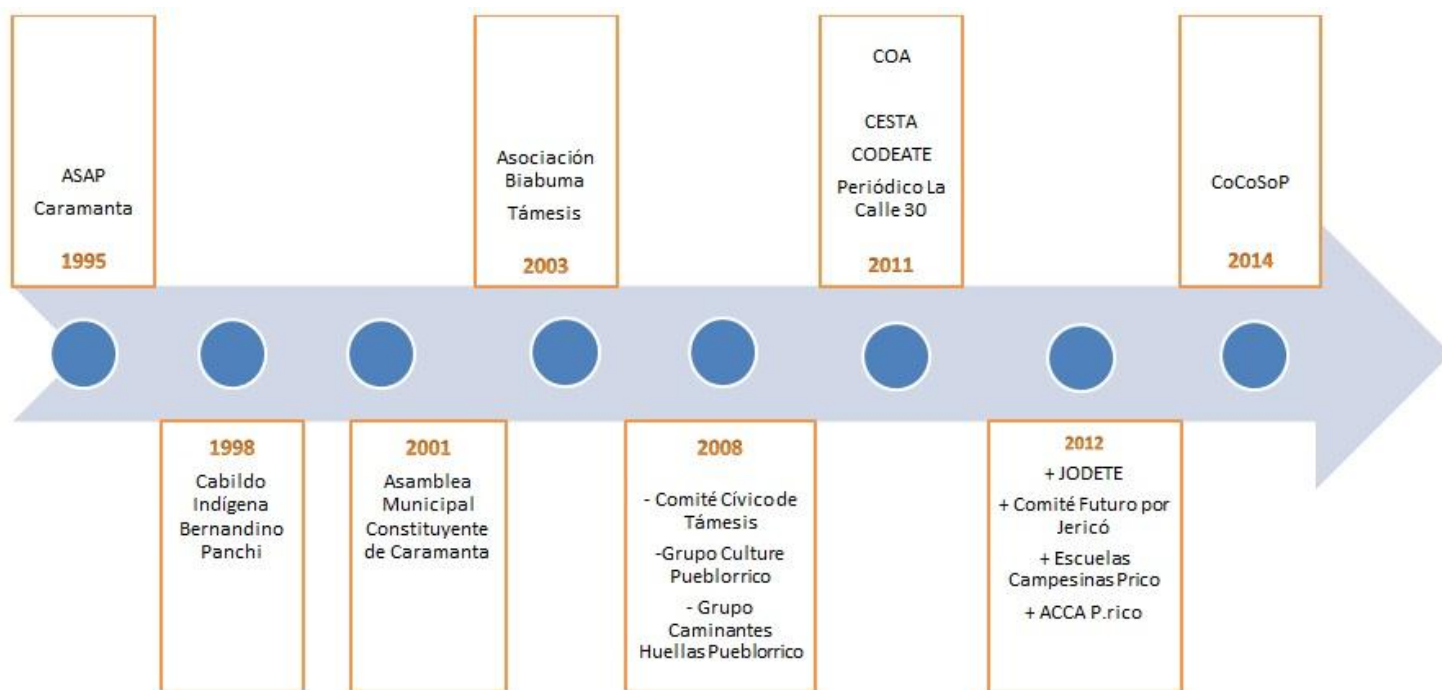 ASAP
Caramanta
1995
1998
Cabildo
Indígena
Bernandino
Panchi
2001
Asamblea
Municipal
Constituyente
de Caramanta
Asociación
Biabuma
Támesis
2003
2008
- Comité Cívico de
Támesis
-Grupo Culture
Pueblorrico
- Grupo
Caminantes
Huellas Pueblorrico
COA
CESTA
CODEATE
Periódico La
Calle 30
2011
2012
+ JODETE
+ Comité Futuro por
Jericó
+ Escuelas
Campesinas Prico
+ ACCA P.rico
CoCoSoP
2014